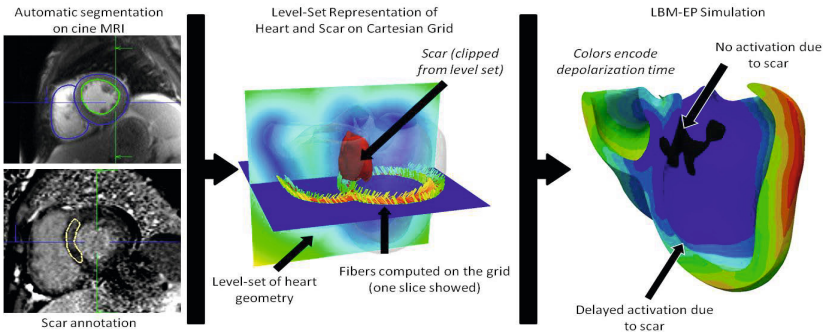 Automatic segmentation
on cine MRI
Scar annotation
Level-Set Representation of
Heart and Scar on Cartesian Grid
Scar (clipped
from level set)
Level-set of heart
geometry
Fibers computed on the grid
(one slice showed)
LBM-EP Simulation
Colors encode
depolarization time
No activation due
to scar
Delayed activation due
to scar